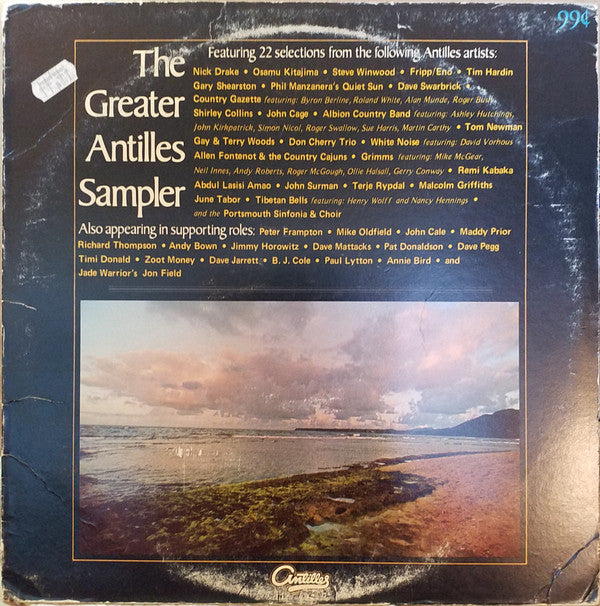 99¢
The
Greater
Antilles
Sampler
Featuring 22 selections from the following Antilles artists:
Nick Drake • Osamu Kitajima • Steve Winwood • Fripp/Eno • Tim Hardin
Gary Shearston • Phil Manzanera's Quiet Sun • Dave Swarbrick •
Country Gazette featuring: Byron Berline, Roland White, Alan Munde, Roger Bush
Shirley Collins • John Cage • Albion Country Band featuring: Ashley Hutchings,
John Kirkpatrick, Simon Nicol, Roger Swallow, Sue Harris, Martin Carthy • Tom Newman
Gay & Terry Woods • Don Cherry Trio • White Noise featuring: David Vorhous
Allen Fontenot & the Country Cajuns • Grimms featuring: Mike McGear,
Neil Innes, Andy Roberts, Roger McGough, Ollie Halsall, Gerry Conway • Remi Kabaka
Abdul Lasisi Amao • John Surman • Terje Rypdal • Malcolm Griffiths
June Tabor • Tibetan Bells featuring: Henry Wolff and Nancy Hennings •
and the Portsmouth Sinfonia & Choir
Also appearing in supporting roles: Peter Frampton • Mike Oldfield • John Cale • Maddy Prior
Richard Thompson • Andy Bown • Jimmy Horowitz • Dave Mattacks • Pat Donaldson • Dave Pegg
Timi Donald • Zoot Money • Dave Jarrett • B. J. Cole • Paul Lytton • Annie Bird • and
Jade Warrior's Jon Field
Antilles